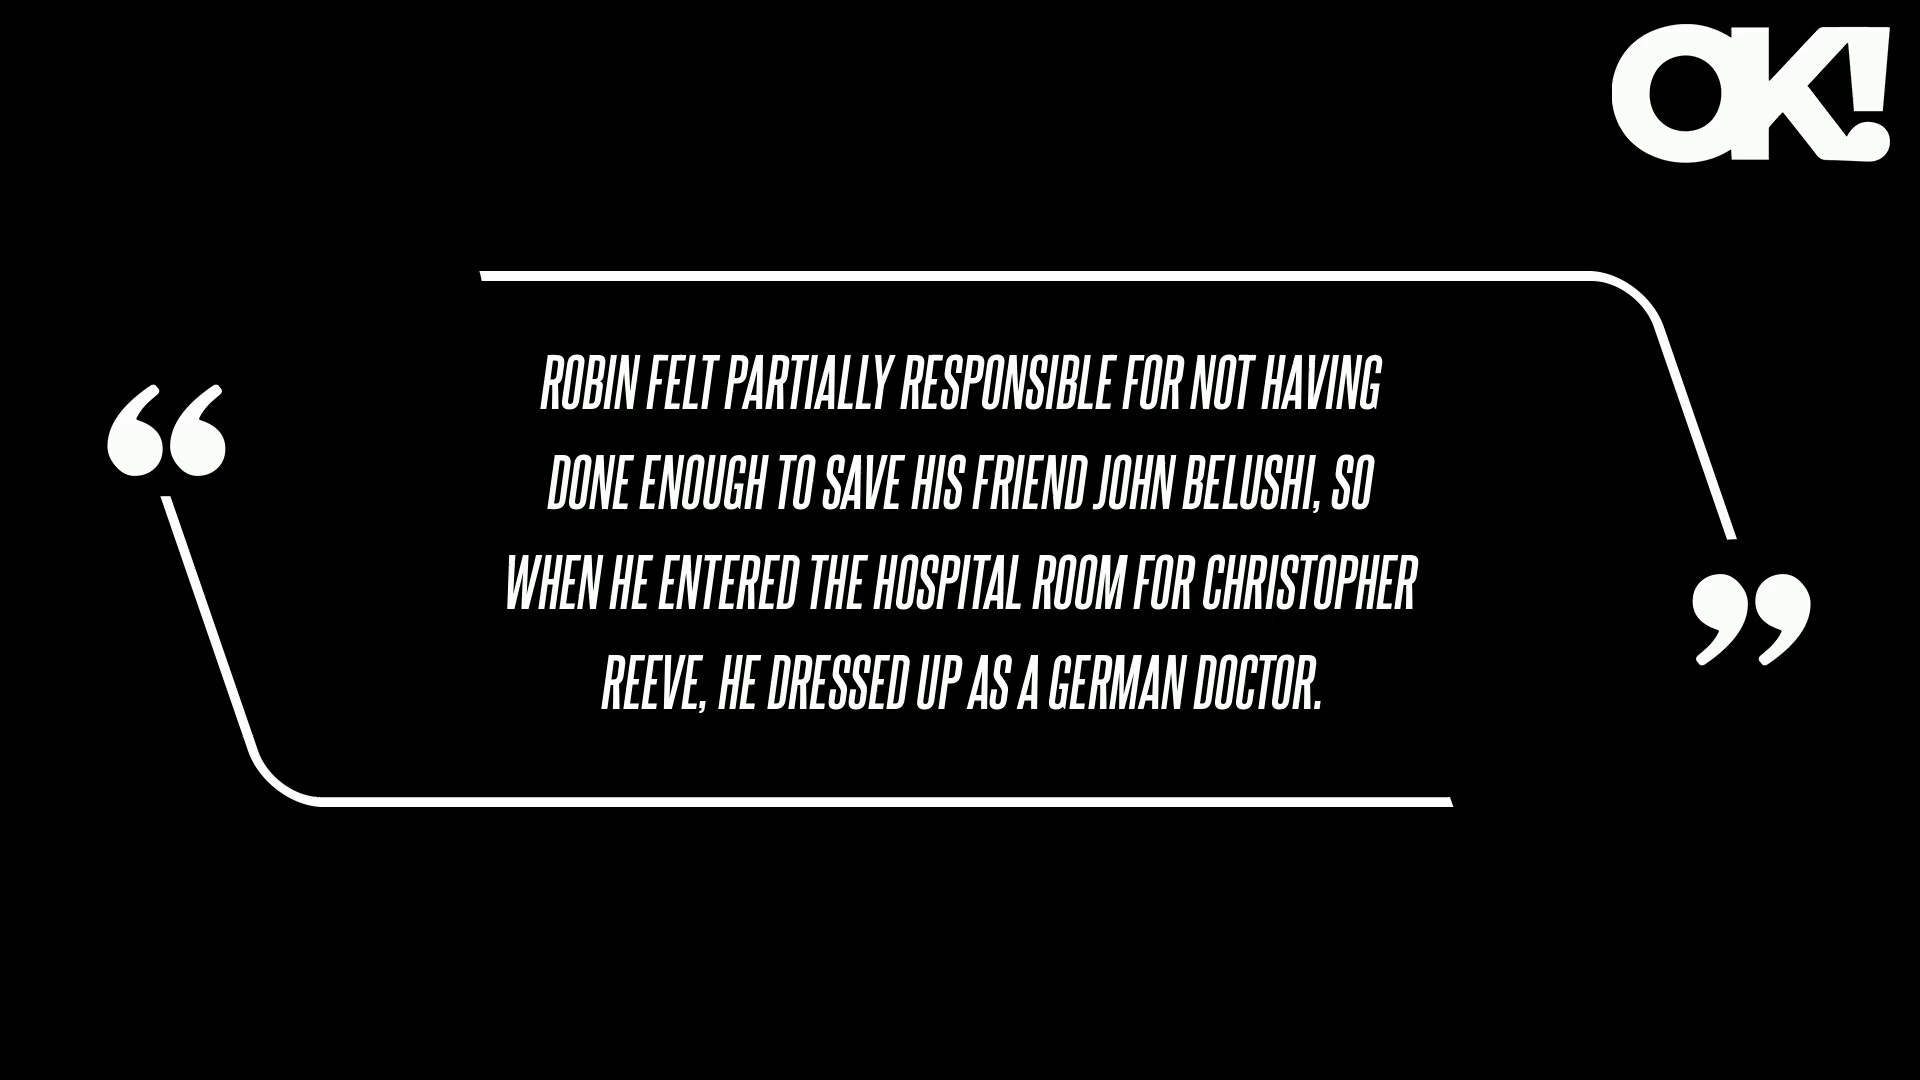 OK!
ROBIN FELT PARTIALLY RESPONSIBLE FOR NOT HAVING
DONE ENOUGH TO SAVE HIS FRIEND JOHN BELUSHI, SO
WHEN HE ENTERED THE HOSPITAL ROOM FOR CHRISTOPHER
REEVE, HE DRESSED UP AS A GERMAN DOCTOR.